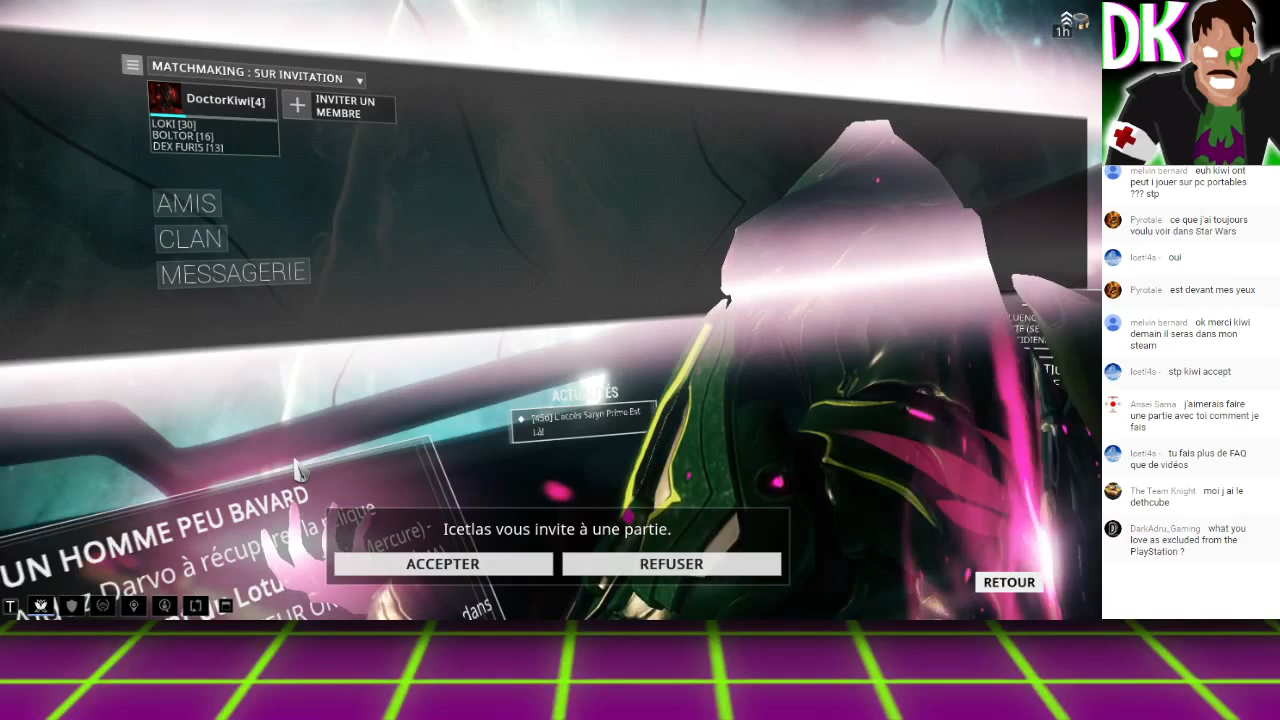 1h
MATCHMAKING : SUR INVITATION
DoctorKiwi[4]
INVITER UN
MEMBRE
LOKI [30]
BOLTOR [16]
DEX FURIS [13]
AMIS
CLAN
MESSAGERIE
ACTUALITÉS
[45d] L'accès Saryn Prime Est
Là!
UN HOMME PEU BAVARD
Darvo à récupérer la relique
Mercure)-
de Lotu
dans
Icetlas vous invite à une partie.
ACCEPTER
REFUSER
RETOUR
T
DK
melvin bernard euh kiwi ont
peut i jouer sur pc portables
??? stp
Pyrotale ce que j'ai toujours
voulu voir dans Star Wars
Icetl4s - oui
Pyrotale est devant mes yeux
melvin bernard ok merci kiwi
demain il seras dans mon
steam
Icetl4s - stp kiwi accept
Ansei Sama j'aimerais faire
une partie avec toi comment je
fais
Icetl4s - tu fais plus de FAQ
que de vidéos
The Team Knight moi j ai le
dethcube
DarkAdru_Gaming what you
love as excluded from the
PlayStation ?